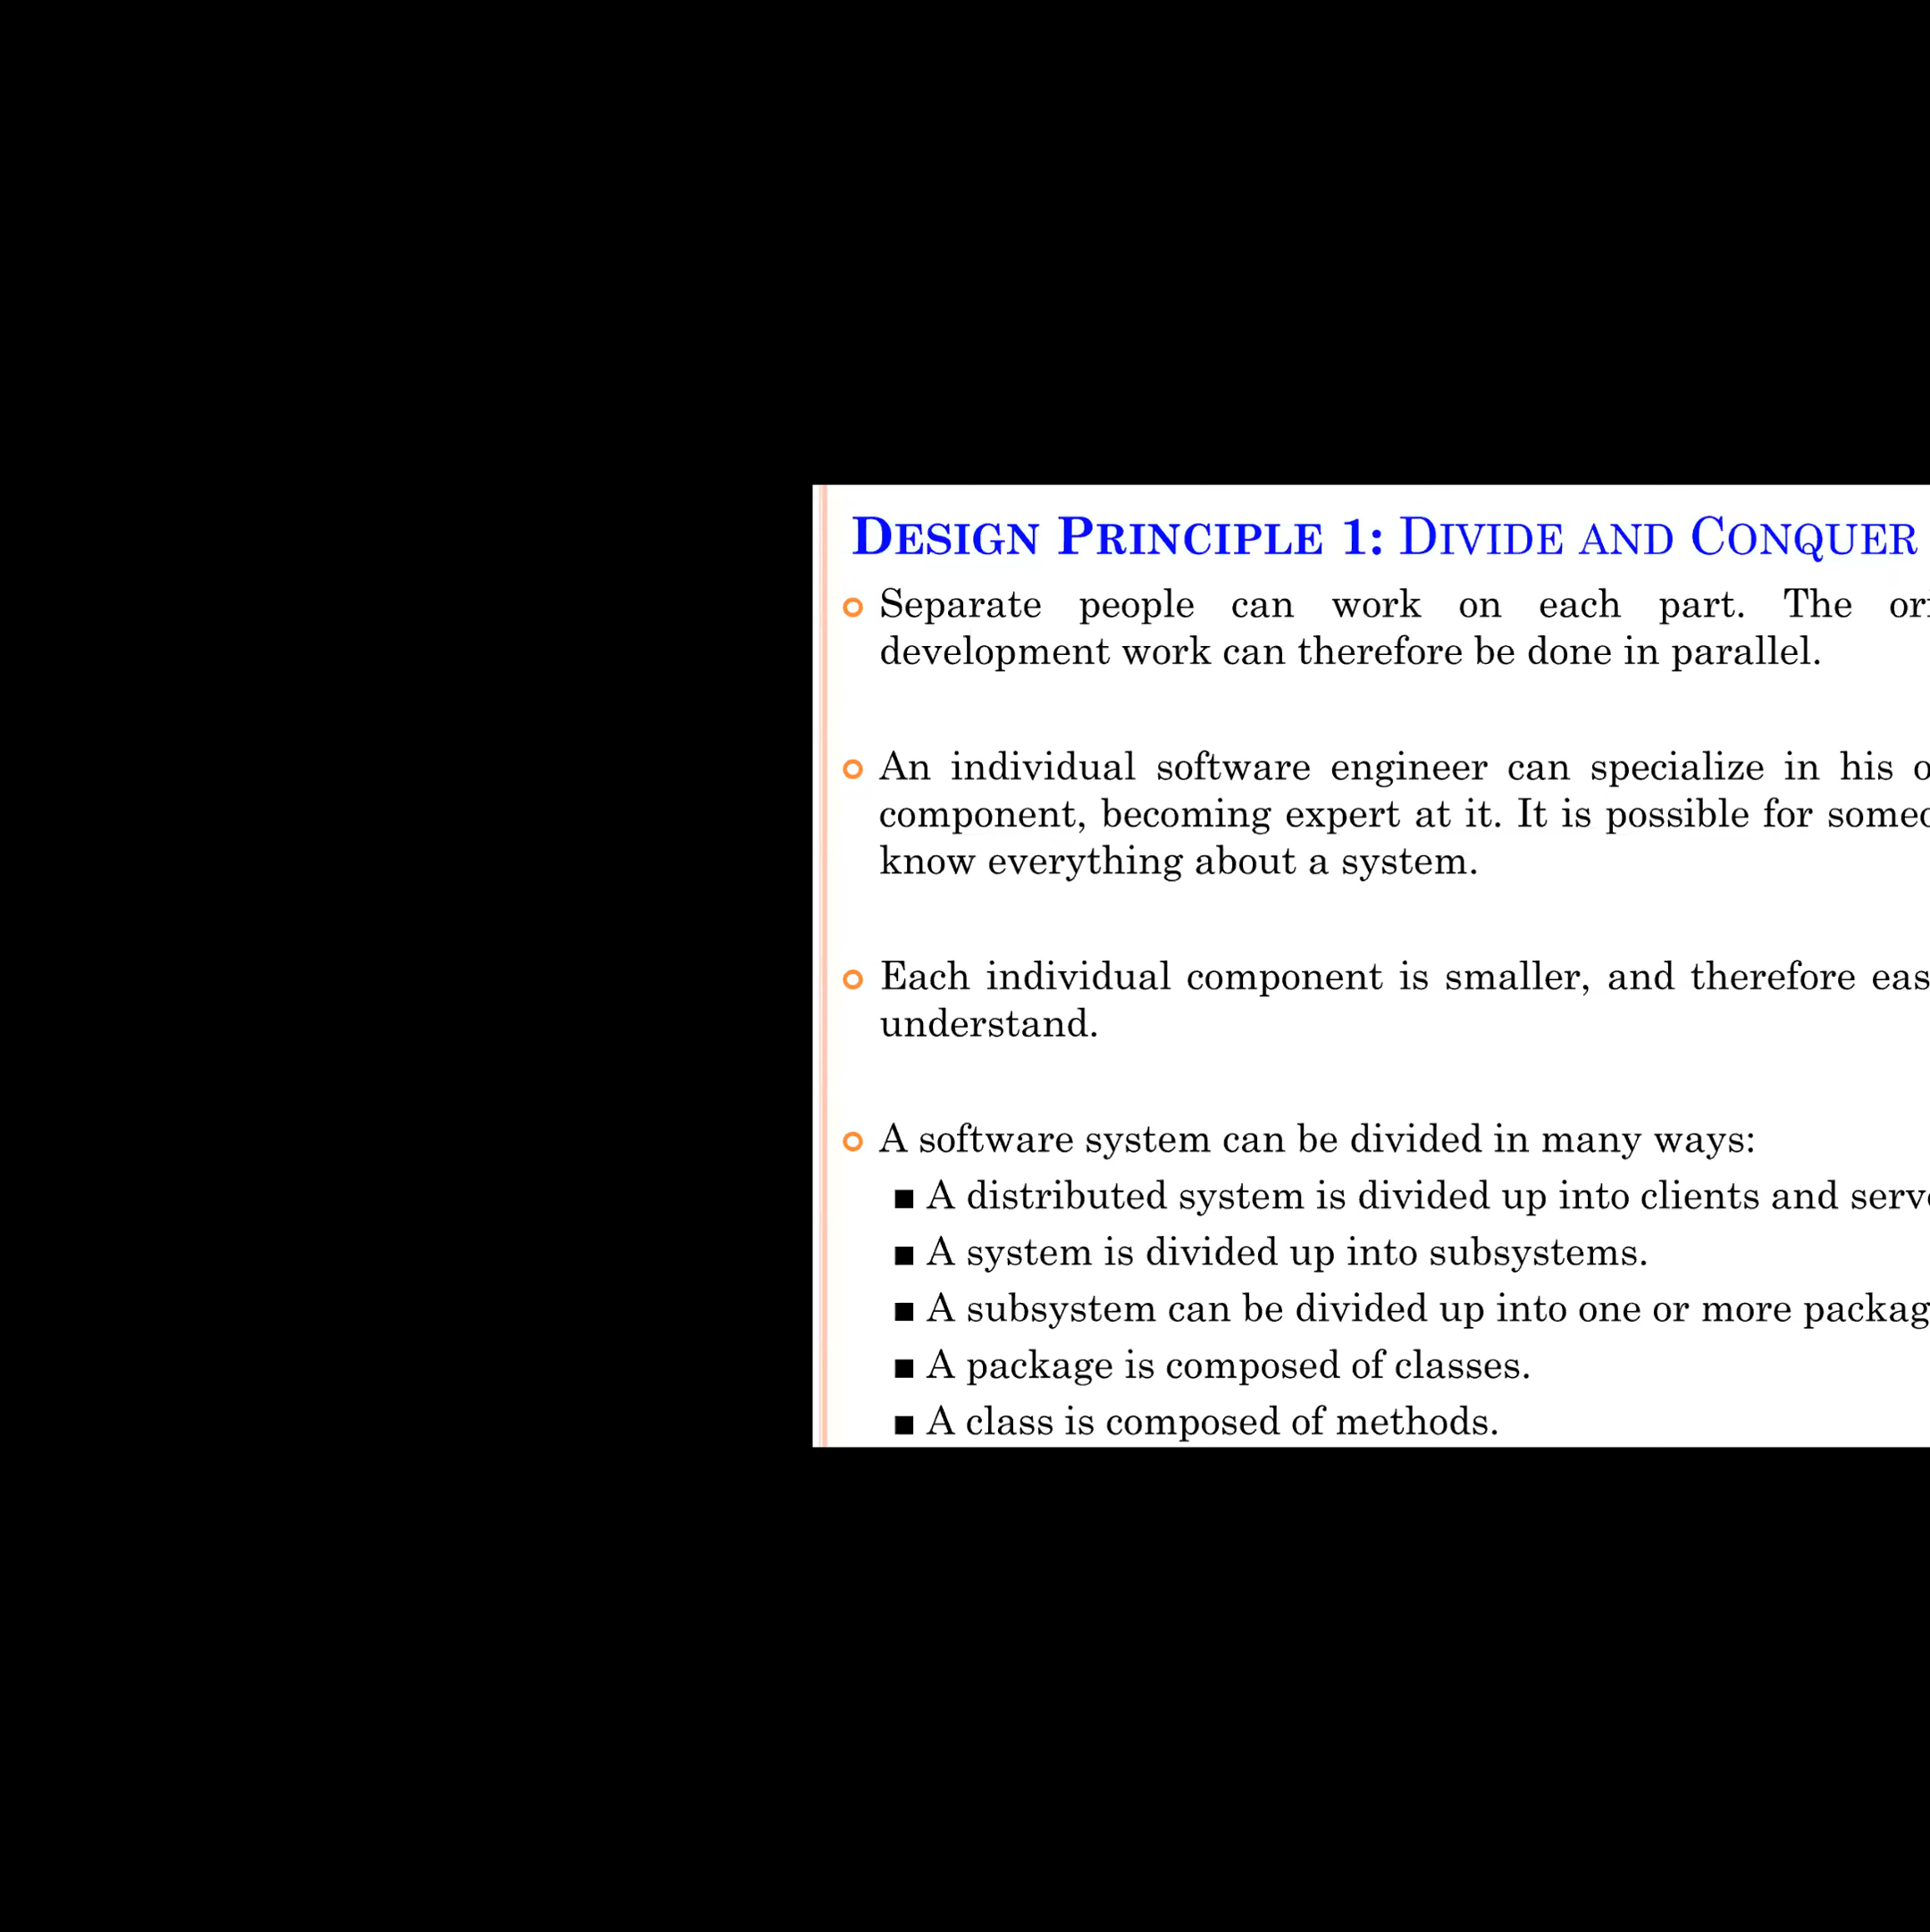 DESIGN PRINCIPLE 1: DIVIDE AND CONQUER
Separate people can work on each part. The
development work can therefore be done in parallel.
An individual software engineer can specialize in his
component, becoming expert at it. It is possible for
know everything about a system.
Each individual component is smaller, and therefore
understand.
A software system can be divided in many ways:
A distributed system is divided up into clients and
A system is divided up into subsystems.
A subsystem can be divided up into one or more
A package is composed of classes.
A class is composed of methods.